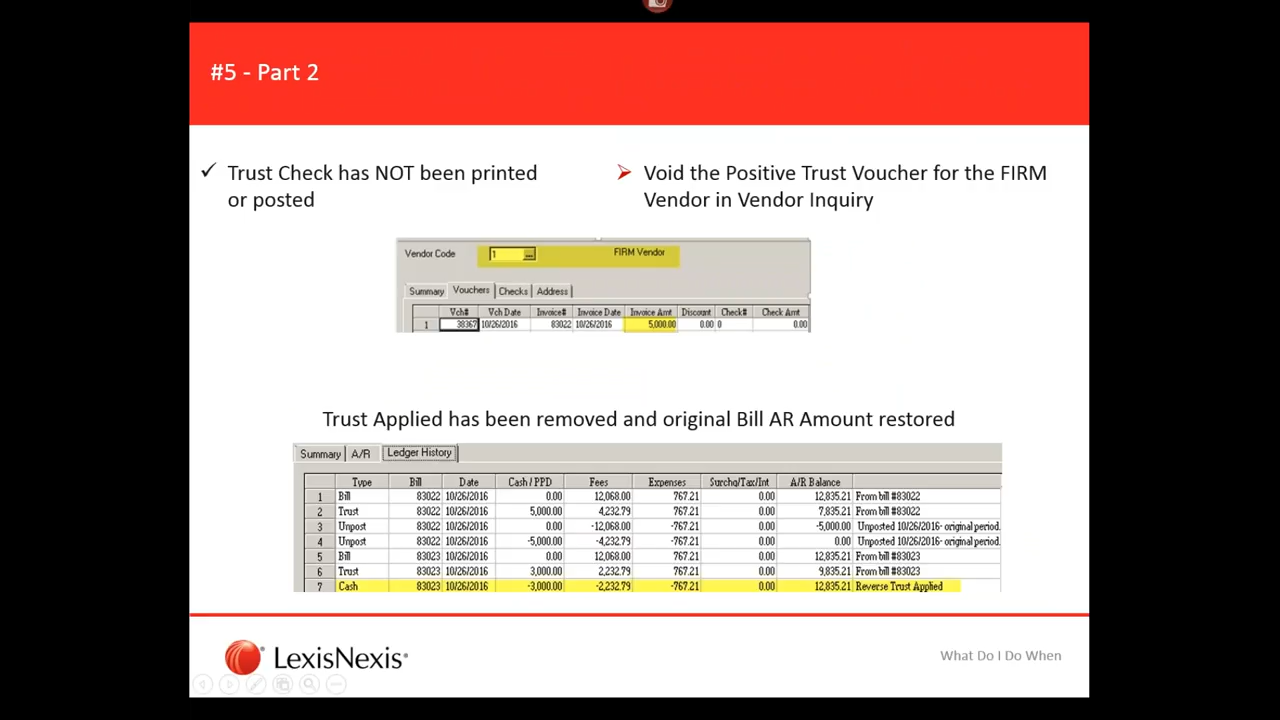 #5 - Part 2
✓ Trust Check has NOT been printed
or posted
➢ Void the Positive Trust Voucher for the FIRM
Vendor in Vendor Inquiry
Vendor Code 1 ... FIRM Vendor
Summary Vouchers Checks Address
Vch# Vch Date Invoice# Invoice Date Invoice Amt Discount Check# Check Amt
1 38367 10/26/2016 83022 10/26/2016 5,000.00 0.00 0 0.00
Trust Applied has been removed and original Bill AR Amount restored
Summary A/R Ledger History
Type Bill Date Cash / PPD Fees Expenses Surchg/Tax/Int A/R Balance
1 Bill 83022 10/26/2016 0.00 12,068.00 767.21 0.00 12,835.21 From bill #83022
2 Trust 83022 10/26/2016 5,000.00 4,232.79 767.21 0.00 7,835.21 From bill #83022
3 Unpost 83022 10/26/2016 0.00 -12,068.00 -767.21 0.00 -5,000.00 Unposted 10/26/2016- original period.
4 Unpost 83022 10/26/2016 -5,000.00 -4,232.79 -767.21 0.00 0.00 Unposted 10/26/2016- original period.
5 Bill 83023 10/26/2016 0.00 12,068.00 767.21 0.00 12,835.21 From bill #83023
6 Trust 83023 10/26/2016 3,000.00 2,232.79 767.21 0.00 9,835.21 From bill #83023
7 Cash 83023 10/26/2016 -3,000.00 -2,232.79 -767.21 0.00 12,835.21 Reverse Trust Applied
LexisNexis®
What Do I Do When